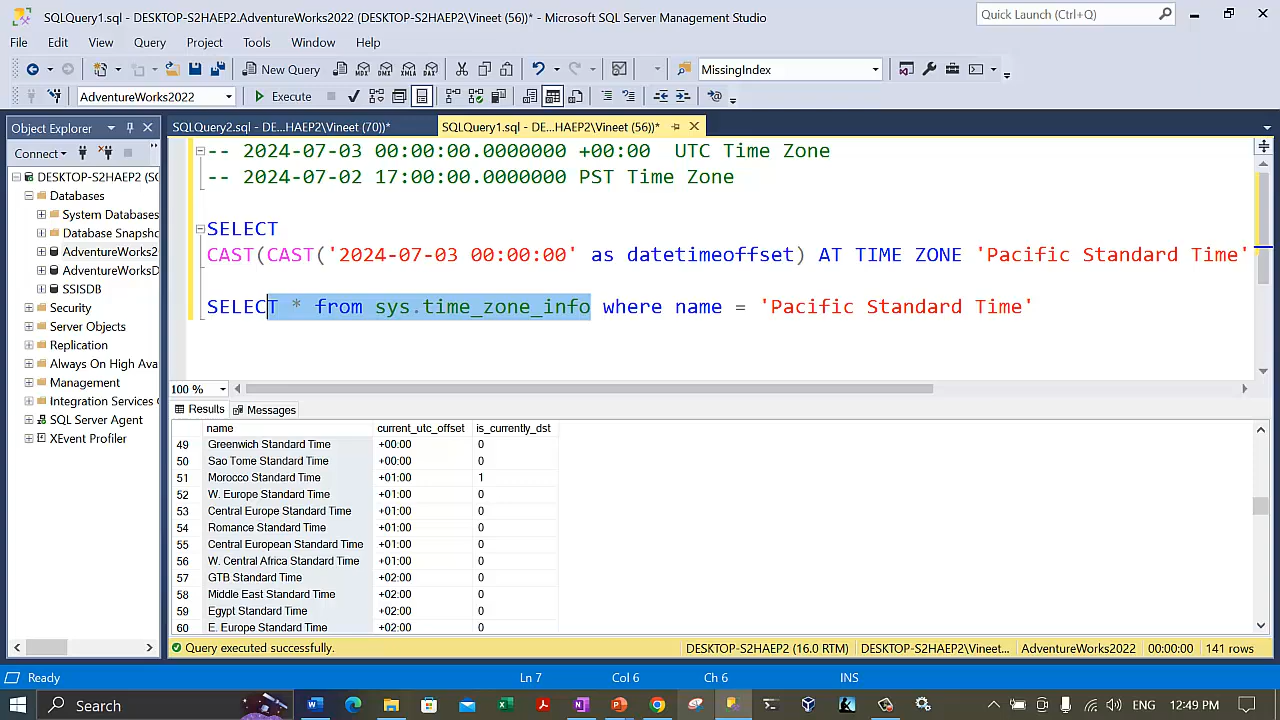 SQLQuery1.sql - DESKTOP-S2HAEP2.AdventureWorks2022 (DESKTOP-S2HAEP2\Vineet (56))* - Microsoft SQL Server Management Studio
Quick Launch (Ctrl+Q)
File Edit View Query Project Tools Window Help
New Query MDX DMX XMLA DAX MissingIndex
AdventureWorks2022 Execute
Object Explorer
SQLQuery2.sql - DE...HAEP2\Vineet (70))*
SQLQuery1.sql - DE...HAEP2\Vineet (56))*
Connect
DESKTOP-S2HAEP2 (SQ
Databases
System Databases
Database Snapsho
AdventureWorks2
AdventureWorksD
SSISDB
Security
Server Objects
Replication
Always On High Ava
Management
Integration Services
SQL Server Agent
XEvent Profiler
-- 2024-07-03 00:00:00.0000000 +00:00  UTC Time Zone
-- 2024-07-02 17:00:00.0000000 PST Time Zone
SELECT
CAST(CAST('2024-07-03 00:00:00' as datetimeoffset) AT TIME ZONE 'Pacific Standard Time'
SELECT * from sys.time_zone_info where name = 'Pacific Standard Time'
100 %
Results Messages
name current_utc_offset is_currently_dst
49 Greenwich Standard Time +00:00 0
50 Sao Tome Standard Time +00:00 0
51 Morocco Standard Time +01:00 1
52 W. Europe Standard Time +01:00 0
53 Central Europe Standard Time +01:00 0
54 Romance Standard Time +01:00 0
55 Central European Standard Time +01:00 0
56 W. Central Africa Standard Time +01:00 0
57 GTB Standard Time +02:00 0
58 Middle East Standard Time +02:00 0
59 Egypt Standard Time +02:00 0
60 E. Europe Standard Time +02:00 0
Query executed successfully. DESKTOP-S2HAEP2 (16.0 RTM) DESKTOP-S2HAEP2\Vineet... AdventureWorks2022 00:00:00 141 rows
Ready Ln 7 Col 6 Ch 6 INS
Search ENG 12:49 PM